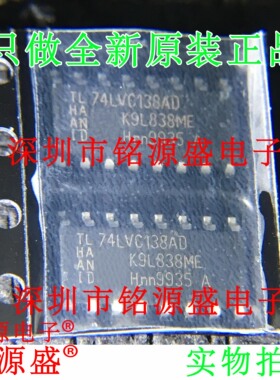 只做全新原装正品
TL 74LVC138AD
HA
AN K9L838ME
LD Hnn9935 A
深圳市铭源盛电子
TL 74LVC138AD
HA
AN K9L838ME
LD Hnn9935 A
深圳市铭源盛电子
源电子®
名源盛®
实物拍